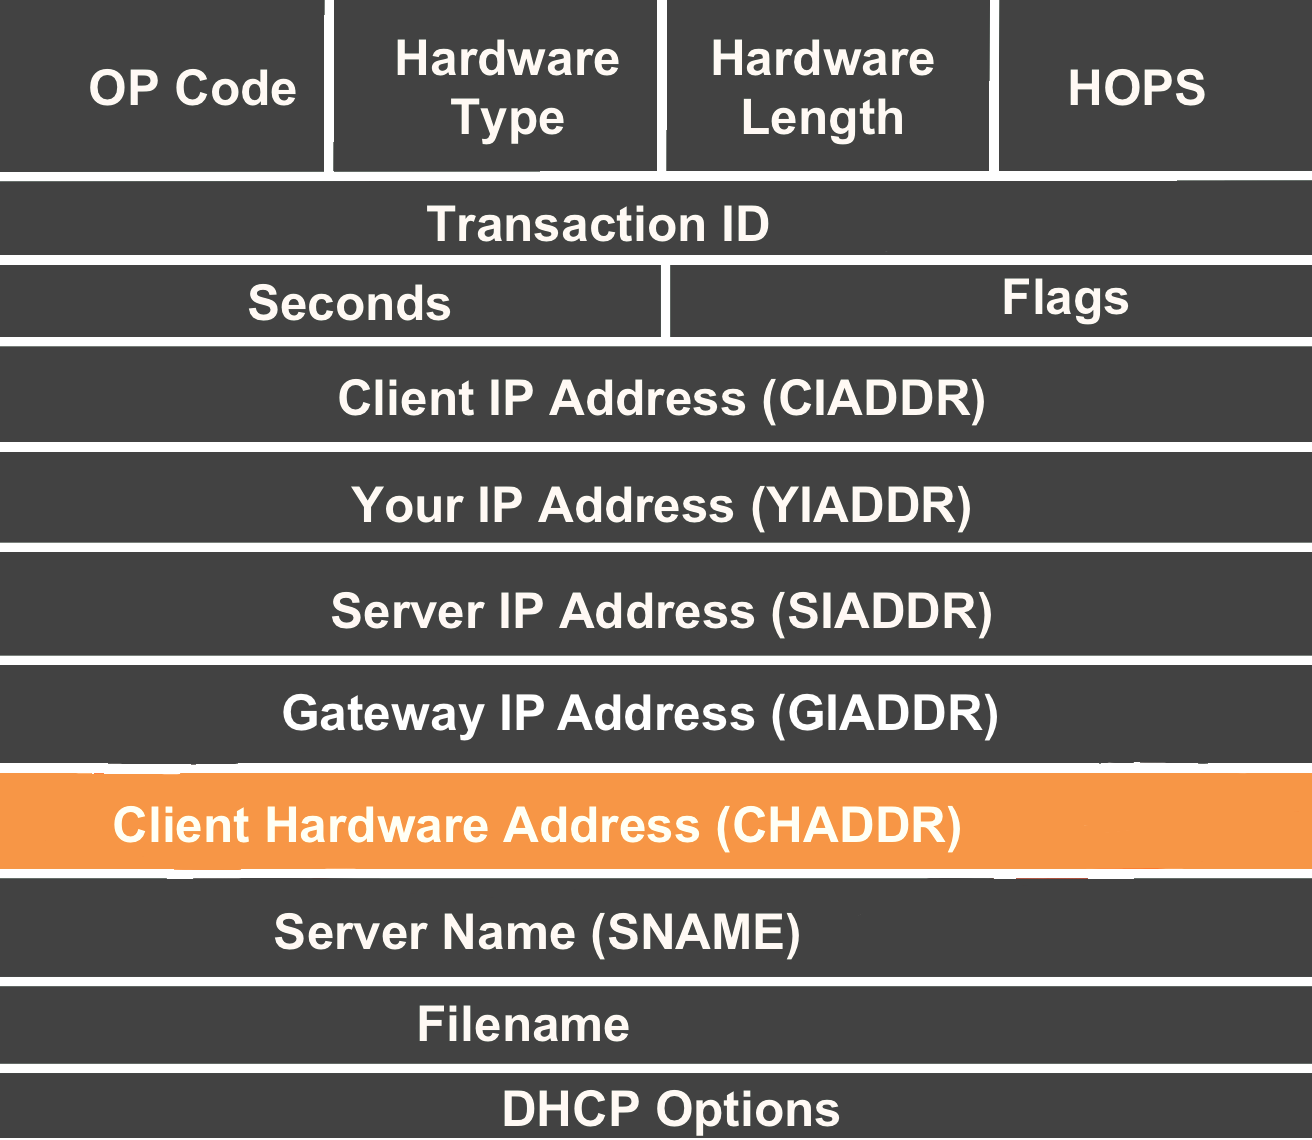 OP Code
Hardware
Type
Hardware
Length
HOPS
Transaction ID
Seconds
Flags
Client IP Address (CIADDR)
Your IP Address (YIADDR)
Server IP Address (SIADDR)
Gateway IP Address (GIADDR)
Client Hardware Address (CHADDR)
Server Name (SNAME)
Filename
DHCP Options